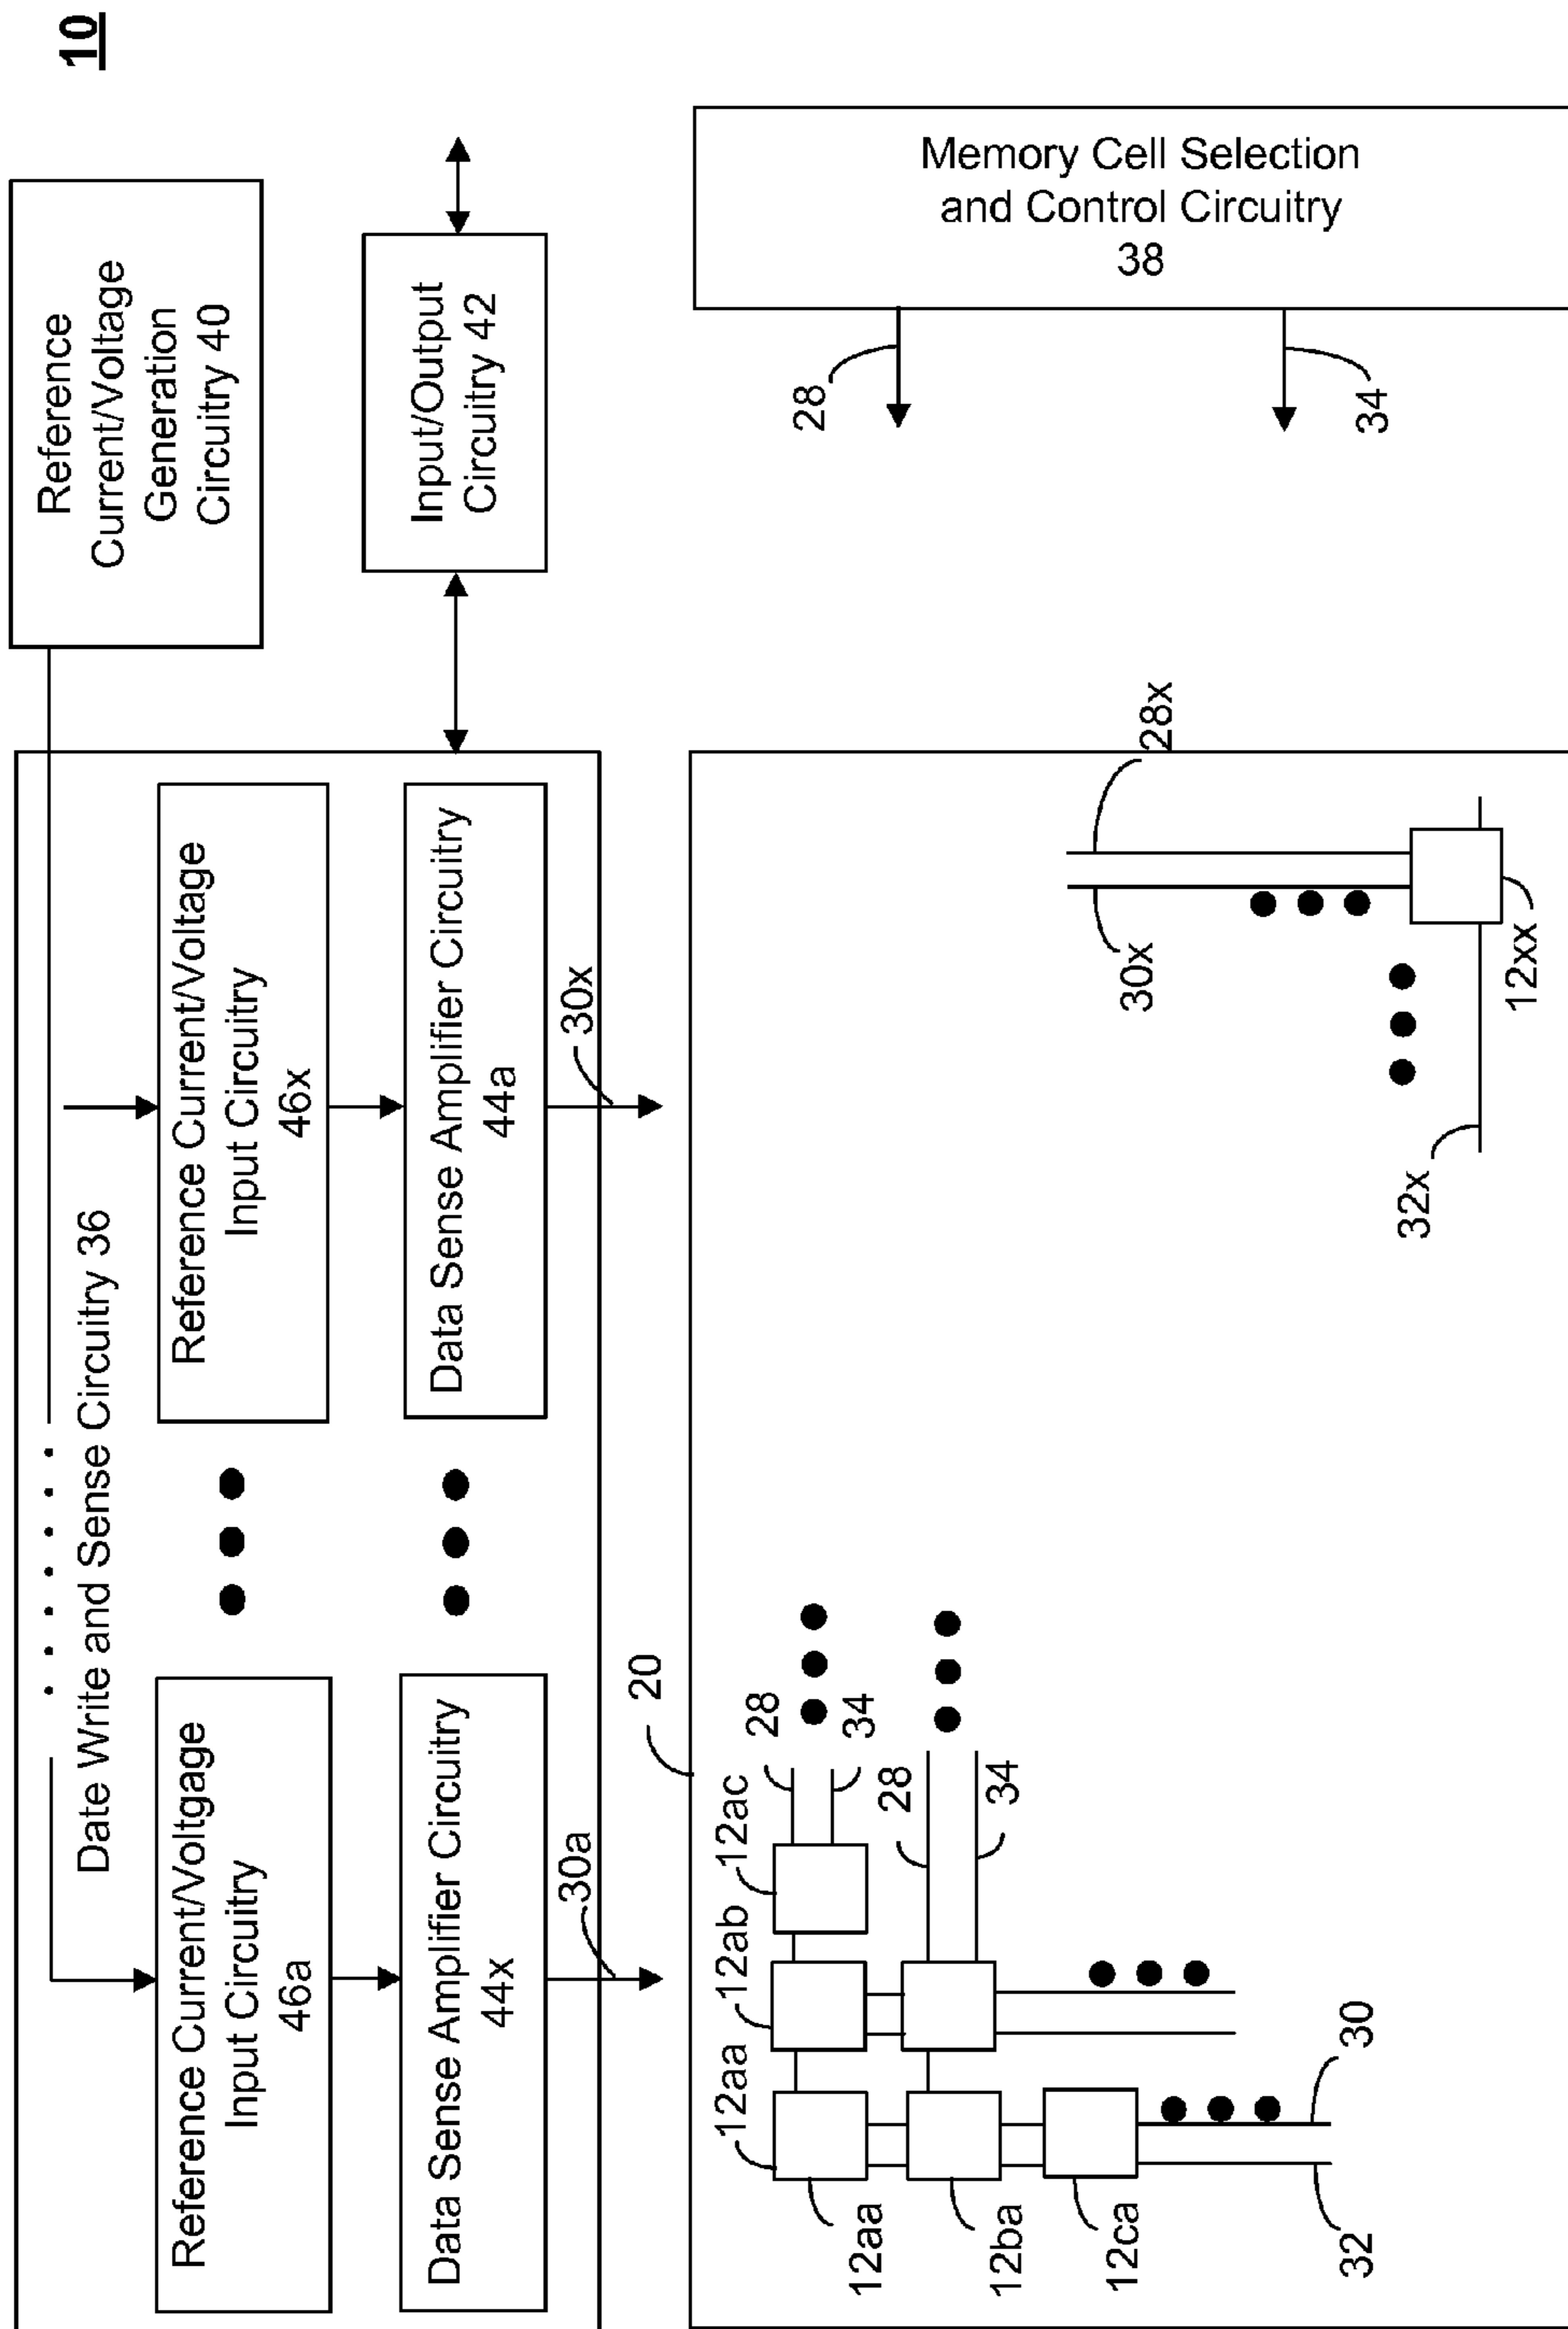 10
Date Write and Sense Circuitry 36
Reference Current/Voltgage
Input Circuitry
46a
Reference Current/Voltage
Input Circuitry
46x
Reference
Current/Voltage
Generation
Circuitry 40
Data Sense Amplifier Circuitry
44x
Data Sense Amplifier Circuitry
44a
Input/Output
Circuitry 42
30a
30x
20
12aa
12ab
12ac
28
34
28
34
12aa
12ba
12ca
32
30
30x
28x
32x
12xx
Memory Cell Selection
and Control Circuitry
38
28
34